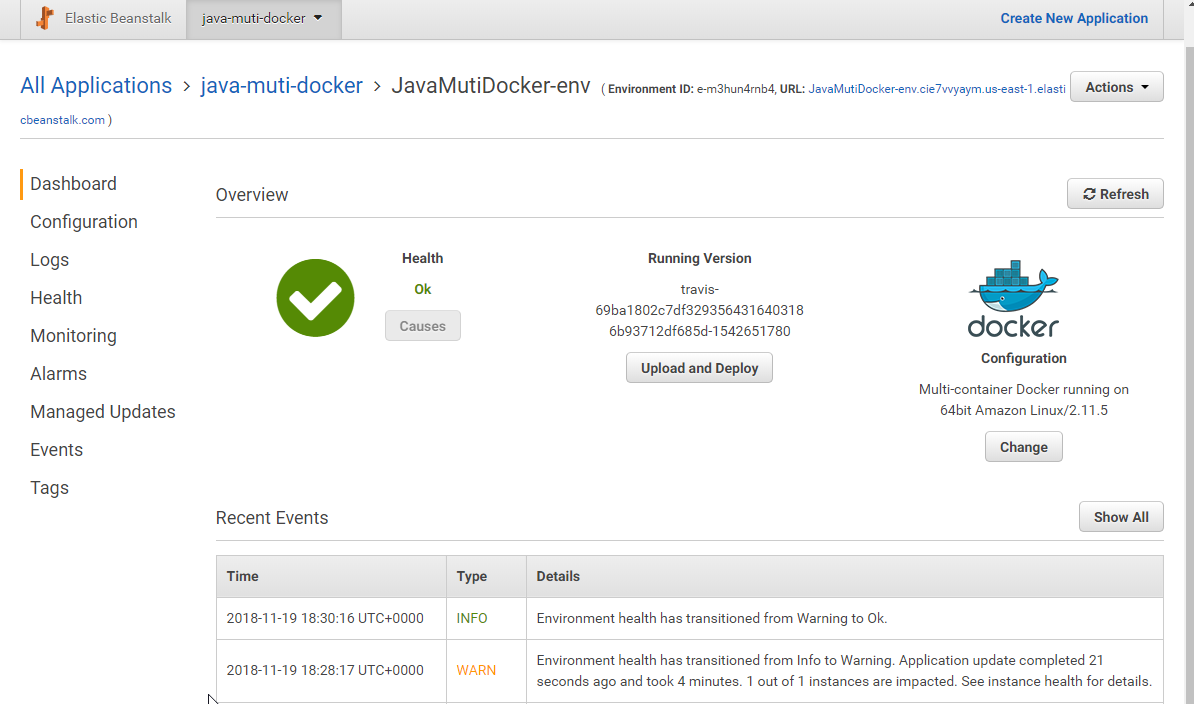 Elastic Beanstalk java-muti-docker Create New Application
All Applications > java-muti-docker > JavaMutiDocker-env ( Environment ID: e-m3hun4rnb4, URL: JavaMutiDocker-env.cie7vvyaym.us-east-1.elasti
cbeanstalk.com )
Actions
Dashboard
Configuration
Logs
Health
Monitoring
Alarms
Managed Updates
Events
Tags
Overview
Refresh
Health
Ok
Causes
Running Version
travis-
69ba1802c7df329356431640318
6b93712df685d-1542651780
Upload and Deploy
docker
Configuration
Multi-container Docker running on
64bit Amazon Linux/2.11.5
Change
Recent Events
Show All
Time Type Details
2018-11-19 18:30:16 UTC+0000 INFO Environment health has transitioned from Warning to Ok.
2018-11-19 18:28:17 UTC+0000 WARN Environment health has transitioned from Info to Warning. Application update completed 21
seconds ago and took 4 minutes. 1 out of 1 instances are impacted. See instance health for details.